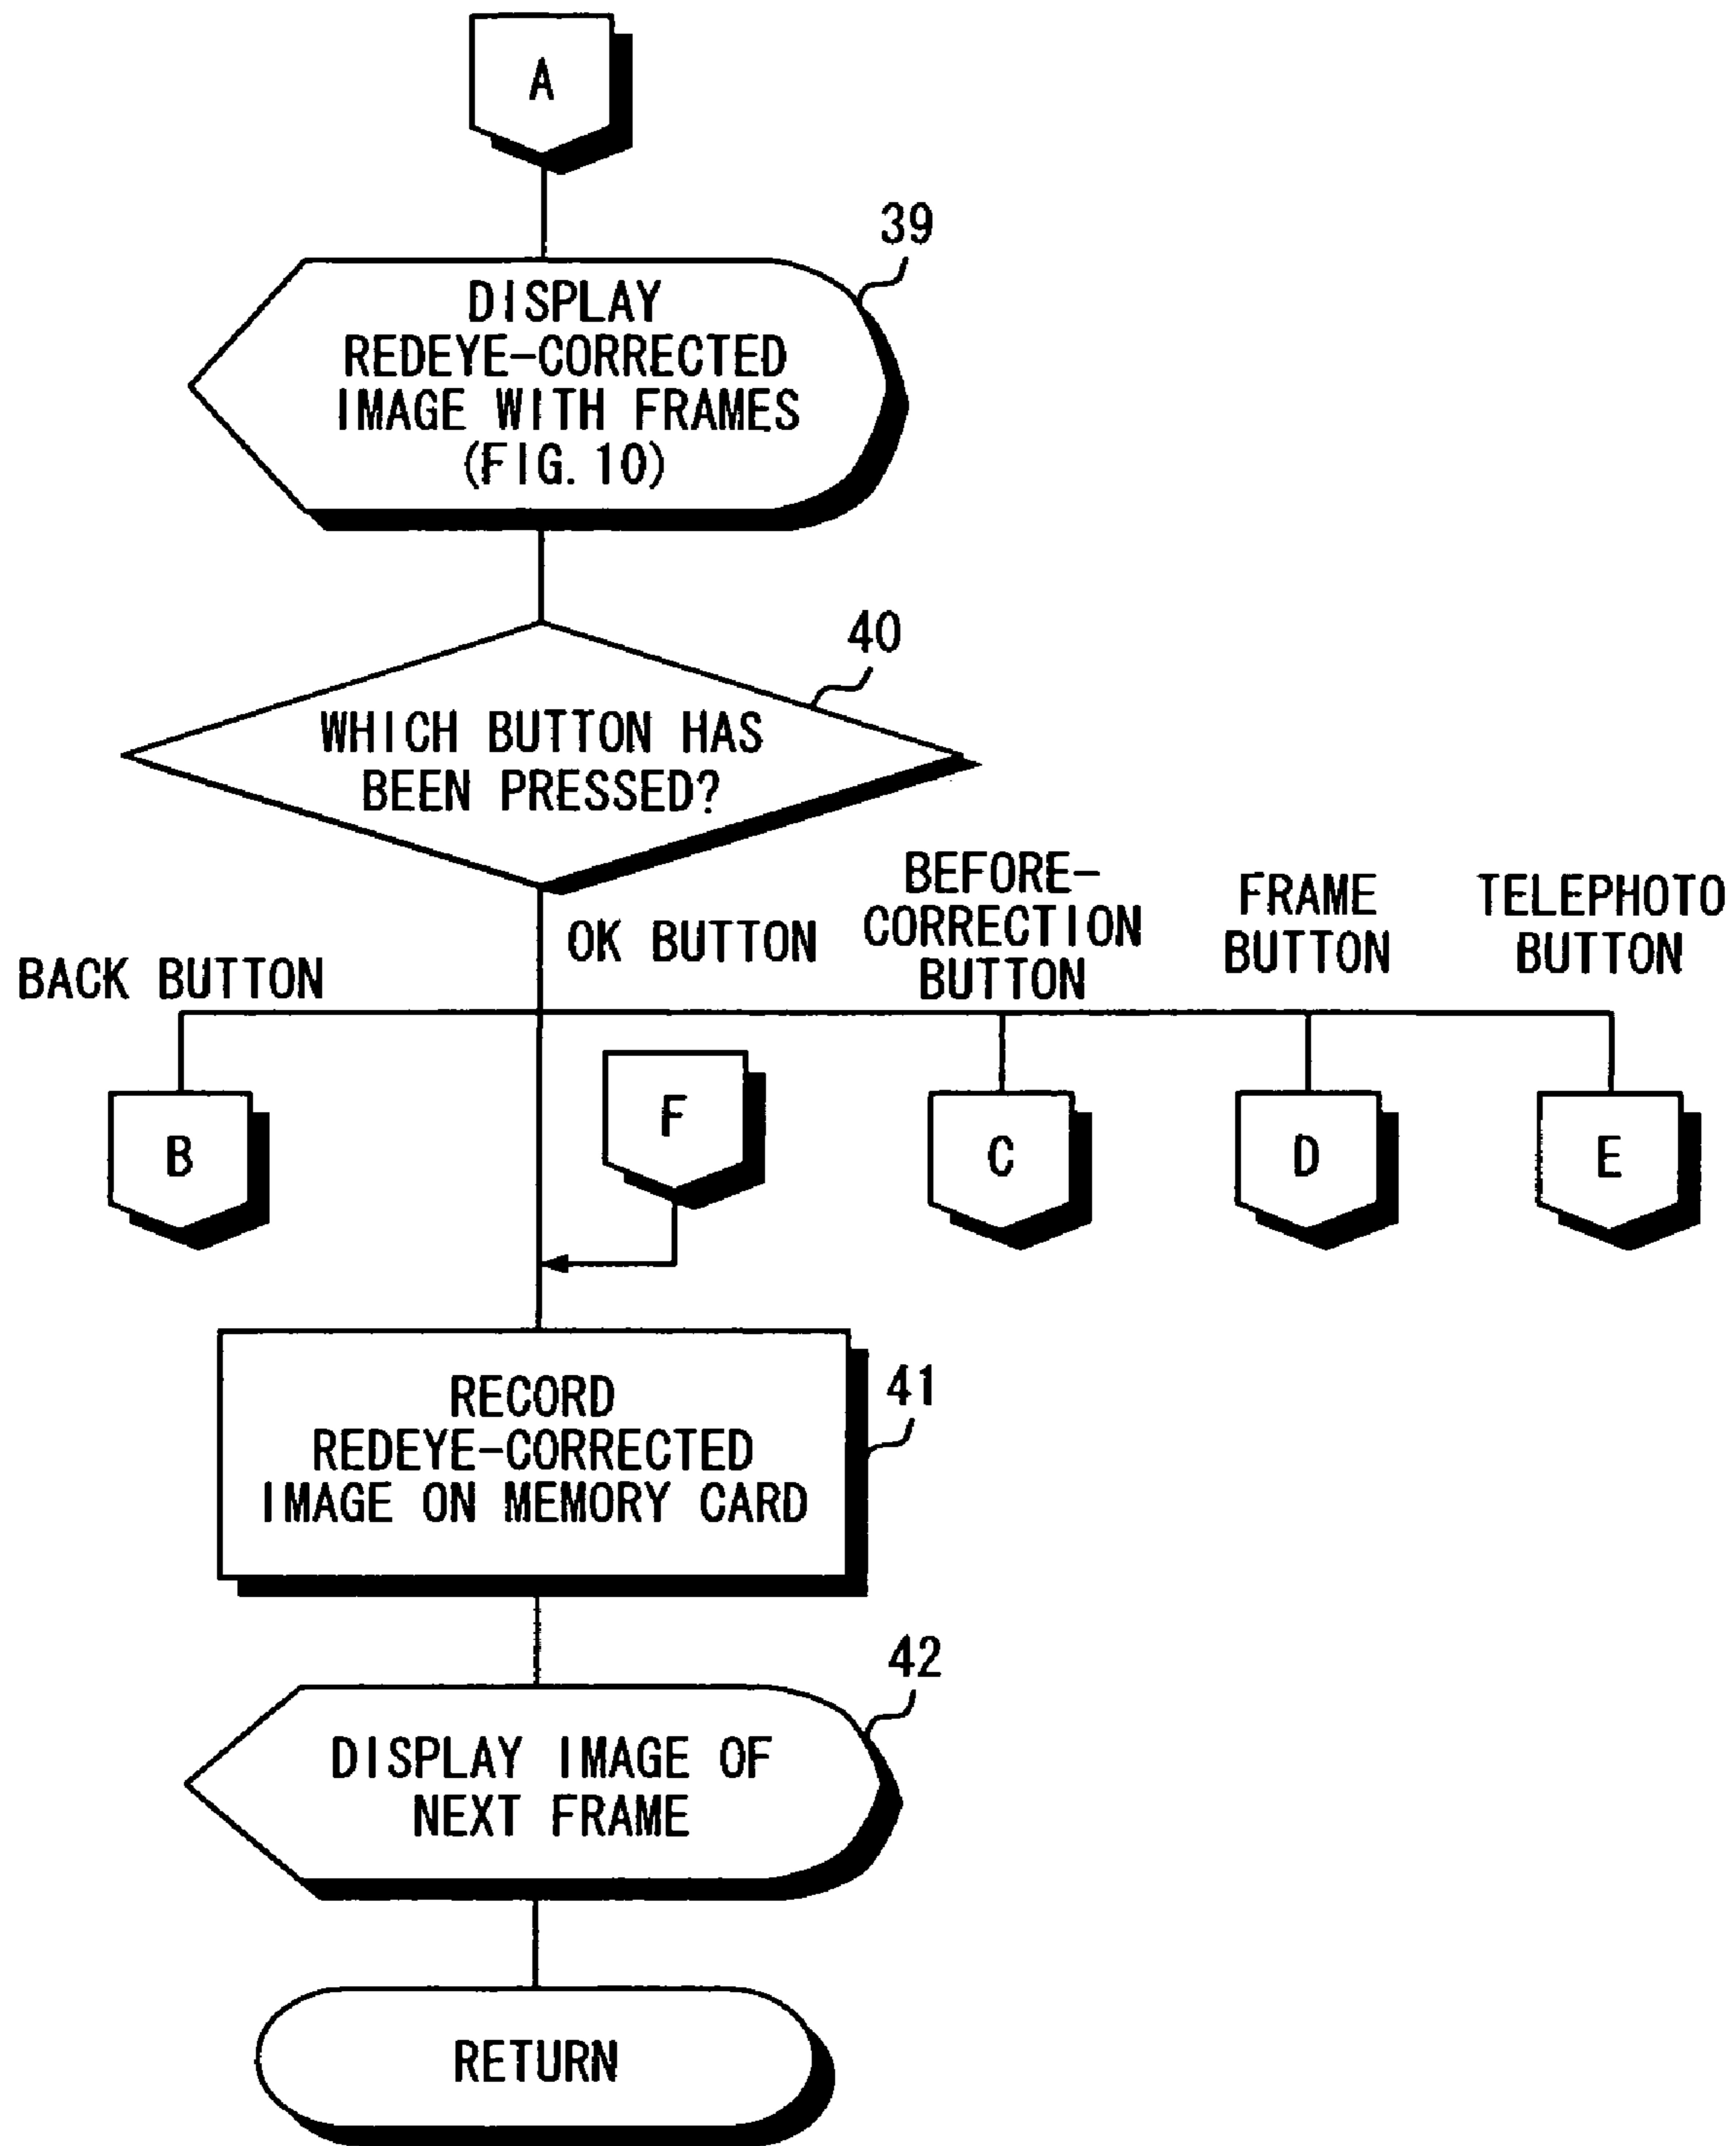 A
39
DISPLAY
REDEYE-CORRECTED
IMAGE WITH FRAMES
(FIG. 10)
40
WHICH BUTTON HAS
BEEN PRESSED?
BACK BUTTON
OK BUTTON
BEFORE-
CORRECTION
BUTTON
FRAME
BUTTON
TELEPHOTO
BUTTON
B
F
C
D
E
RECORD
REDEYE-CORRECTED
IMAGE ON MEMORY CARD
41
42
DISPLAY IMAGE OF
NEXT FRAME
RETURN